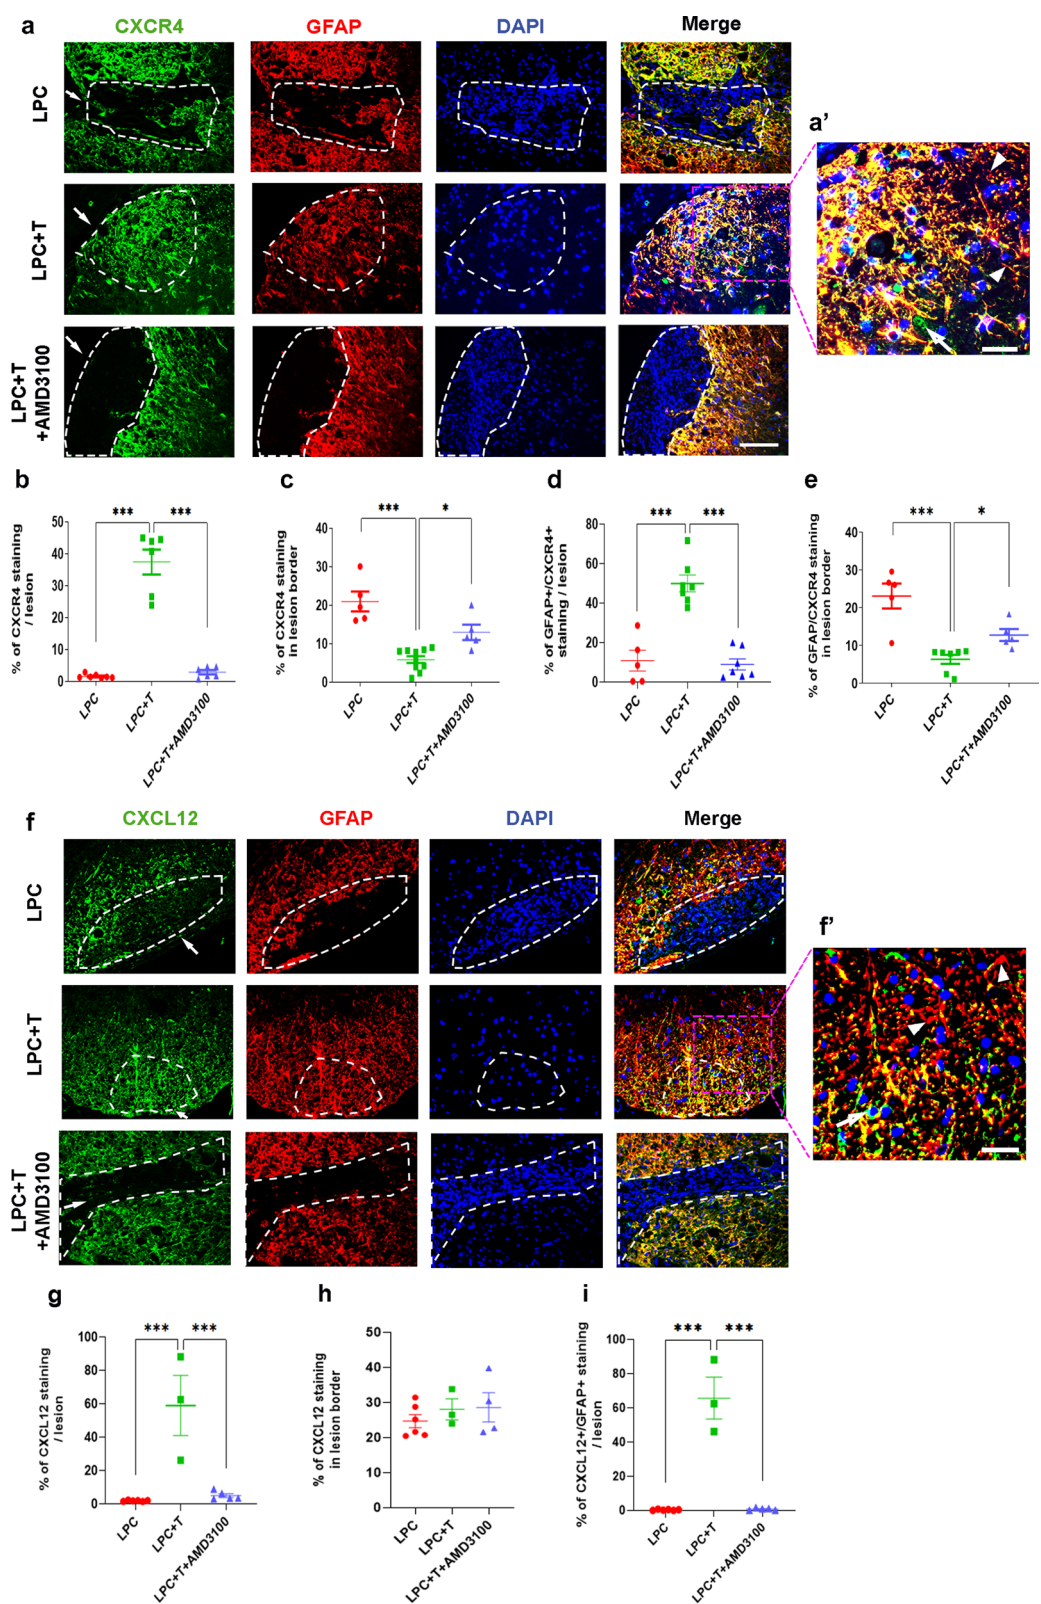 a
CXCR4 GFAP DAPI Merge
LPC
LPC+T
LPC+T
+AMD3100
a’
b
% of CXCR4 staining
/ lesion
50
40
30
20
10
0
*** ***
LPC
LPC+T
LPC+T+AMD3100
c
% of CXCR4 staining
in lesion border
40
30
20
10
0
*** *
LPC
LPC+T
LPC+T+AMD3100
d
% of GFAP+/CXCR4+
staining / lesion
80
60
40
20
0
*** ***
LPC
LPC+T
LPC+T+AMD3100
e
% of GFAP/CXCR4 staining
in lesion border
40
30
20
10
0
*** *
LPC
LPC+T
LPC+T+AMD3100
f
CXCL12 GFAP DAPI Merge
LPC
LPC+T
LPC+T
+AMD3100
f’
g
% of CXCL12 staining
/ lesion
100
80
60
40
20
0
*** ***
LPC
LPC+T
LPC+T+AMD3100
h
% of CXCL12 staining
in lesion border
50
40
30
20
10
0
LPC
LPC+T
LPC+T+AMD3100
i
% of CXCL12+/GFAP+ staining
/ lesion
100
80
60
40
20
0
*** ***
LPC
LPC+T
LPC+T+AMD3100